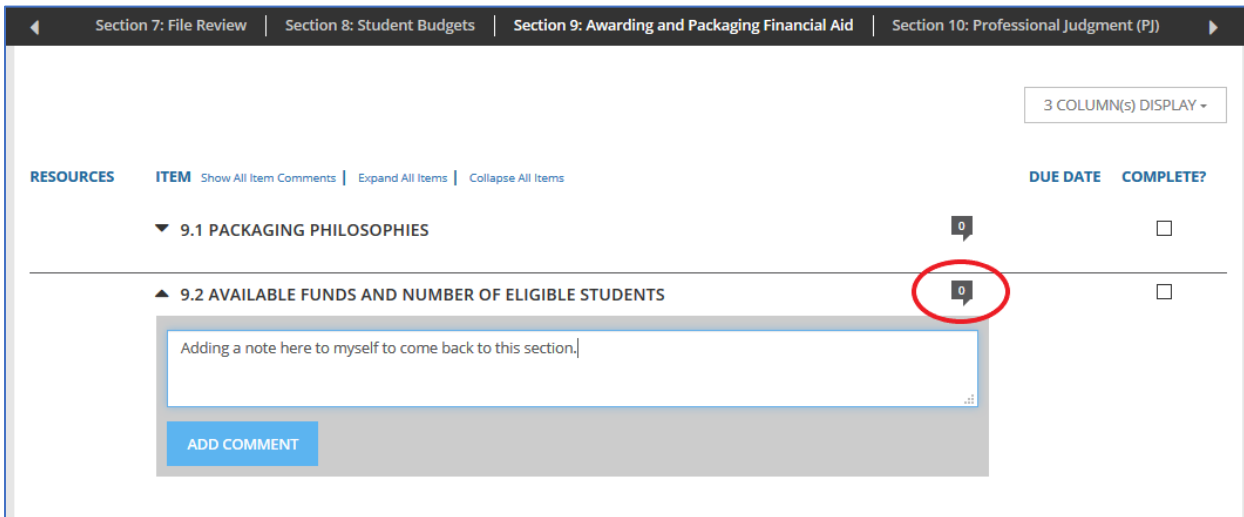 Section 7: File Review | Section 8: Student Budgets | Section 9: Awarding and Packaging Financial Aid | Section 10: Professional Judgment (PJ)
3 COLUMN(s) DISPLAY
RESOURCES ITEM Show All Item Comments | Expand All Items | Collapse All Items DUE DATE COMPLETE?
9.1 PACKAGING PHILOSOPHIES 0
9.2 AVAILABLE FUNDS AND NUMBER OF ELIGIBLE STUDENTS 0
Adding a note here to myself to come back to this section.
ADD COMMENT